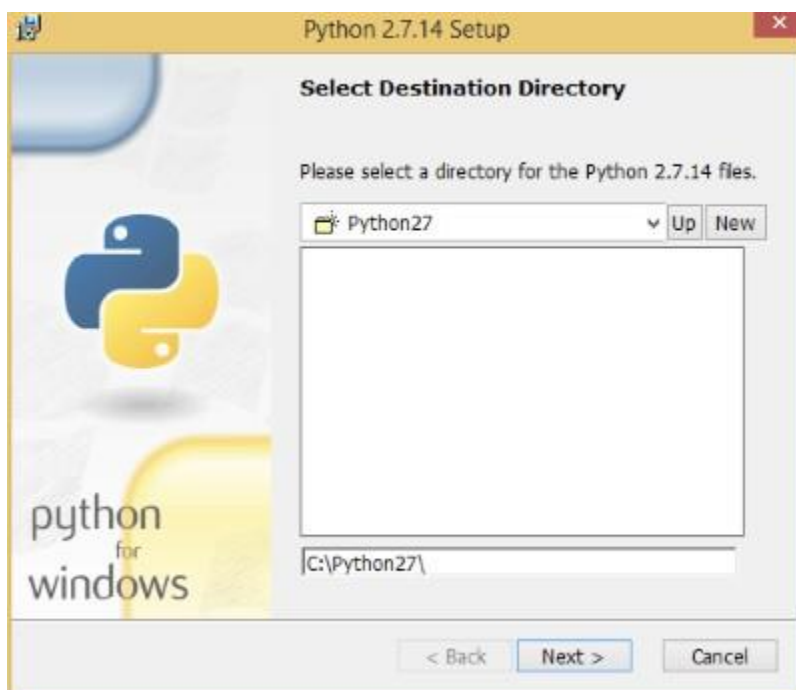 Python 2.7.14 Setup
Select Destination Directory
Please select a directory for the Python 2.7.14 files.
Python27
Up
New
python
for
windows
C:\Python27\
< Back
Next >
Cancel